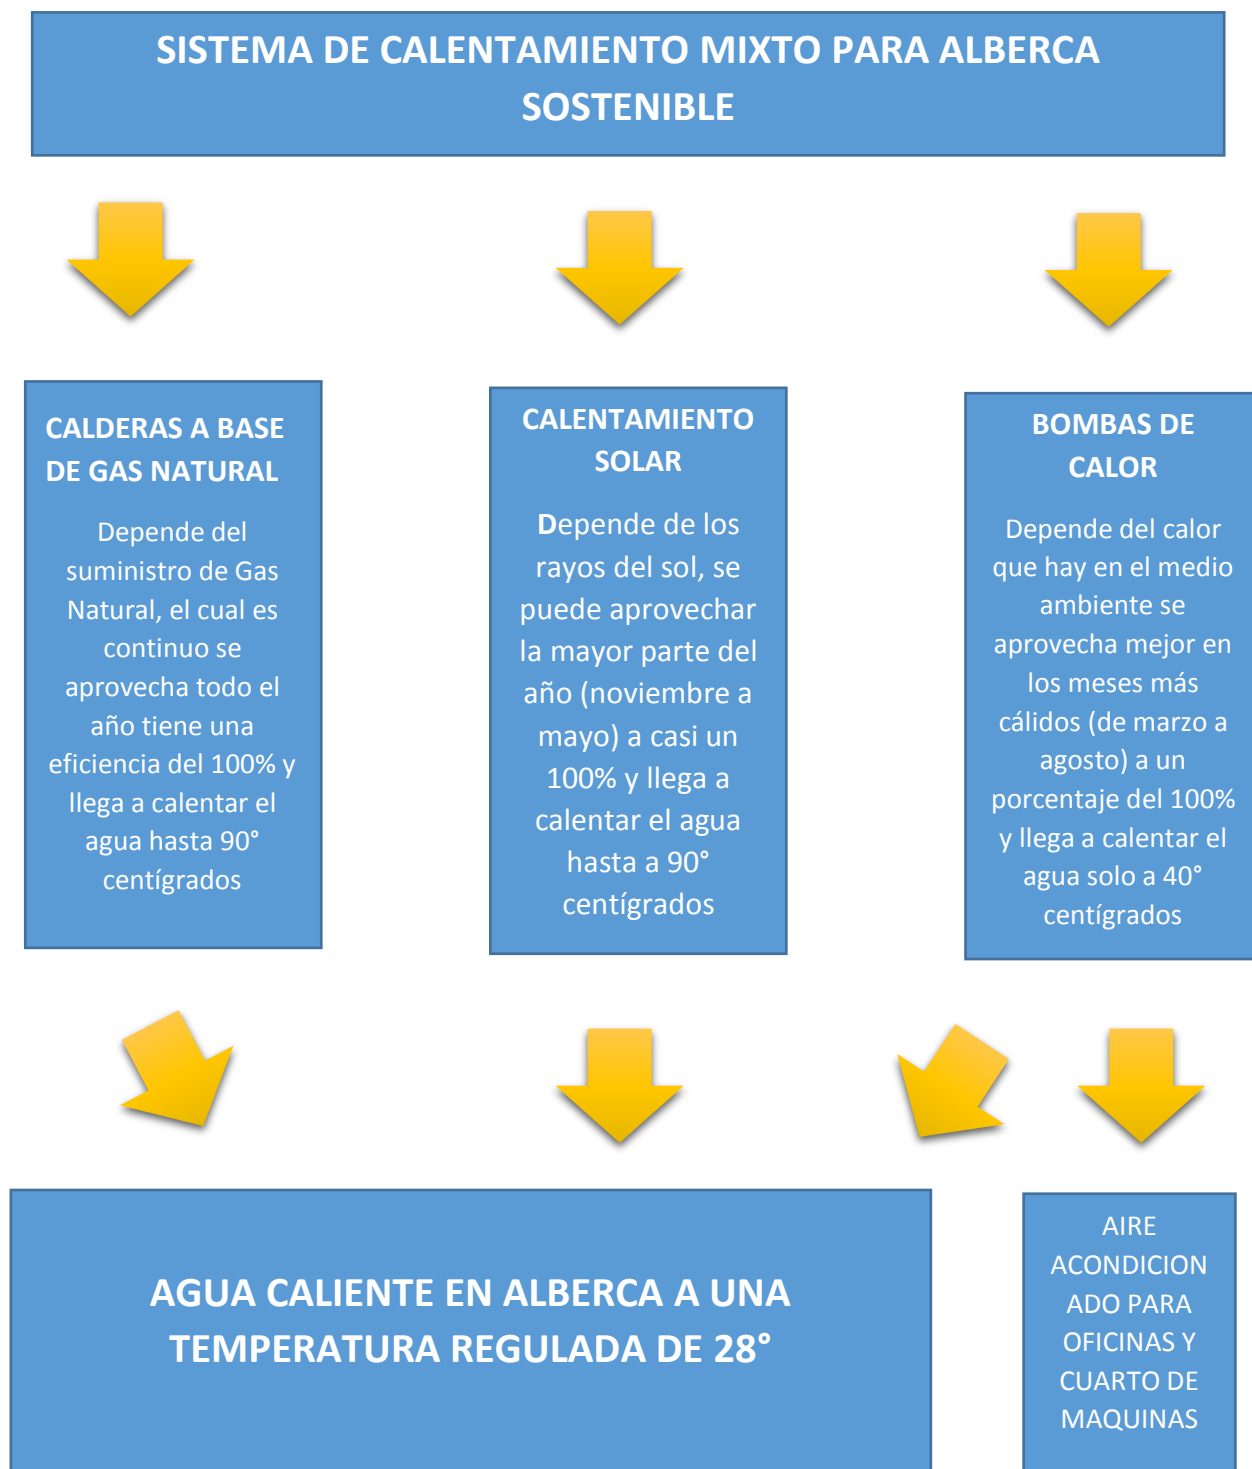 SISTEMA DE CALENTAMIENTO MIXTO PARA ALBERCA
SOSTENIBLE
CALDERAS A BASE
DE GAS NATURAL
Depende del
suministro de Gas
Natural, el cual es
continuo se
aprovecha todo el
año tiene una
eficiencia del 100% y
llega a calentar el
agua hasta 90°
centígrados
CALENTAMIENTO
SOLAR
Depende de los
rayos del sol, se
puede aprovechar
la mayor parte del
año (noviembre a
mayo) a casi un
100% y llega a
calentar el agua
hasta a 90°
centígrados
BOMBAS DE
CALOR
Depende del calor
que hay en el medio
ambiente se
aprovecha mejor en
los meses más
cálidos (de marzo a
agosto) a un
porcentaje del 100%
y llega a calentar el
agua solo a 40°
centígrados
AGUA CALIENTE EN ALBERCA A UNA
TEMPERATURA REGULADA DE 28°
AIRE
ACONDICION
ADO PARA
OFICINAS Y
CUARTO DE
MAQUINAS